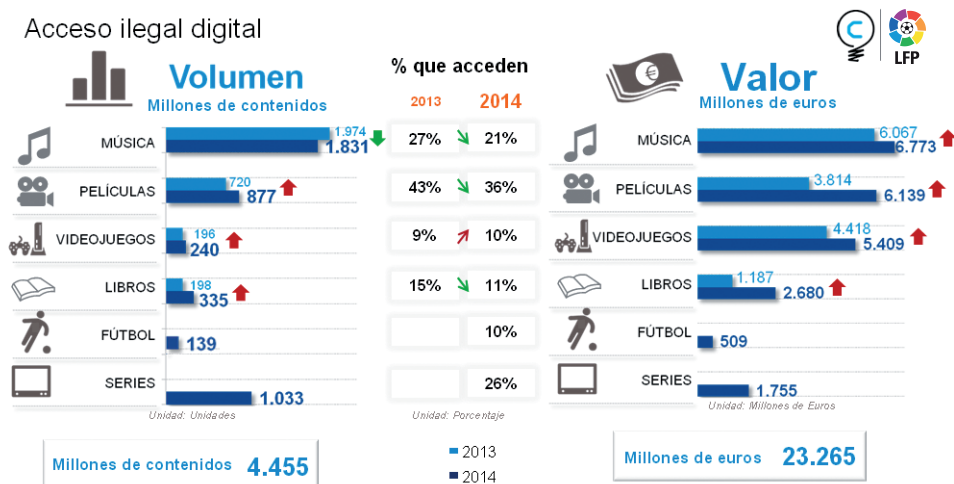 Acceso ilegal digital
C
LFP
Volumen
Millones de contenidos
MÚSICA
1.974
1.831
PELÍCULAS
720
877
VIDEOJUEGOS
196
240
LIBROS
198
335
FÚTBOL
139
SERIES
1.033
Unidad: Unidades
Millones de contenidos 4.455
% que acceden
2013 2014
27% 21%
43% 36%
9% 10%
15% 11%
10%
26%
Unidad: Porcentaje
2013
2014
€
Valor
Millones de euros
MÚSICA
6.067
6.773
PELÍCULAS
3.814
6.139
VIDEOJUEGOS
4.418
5.409
LIBROS
1.187
2.680
FÚTBOL
509
SERIES
1.755
Unidad: Millones de Euros
Millones de euros 23.265